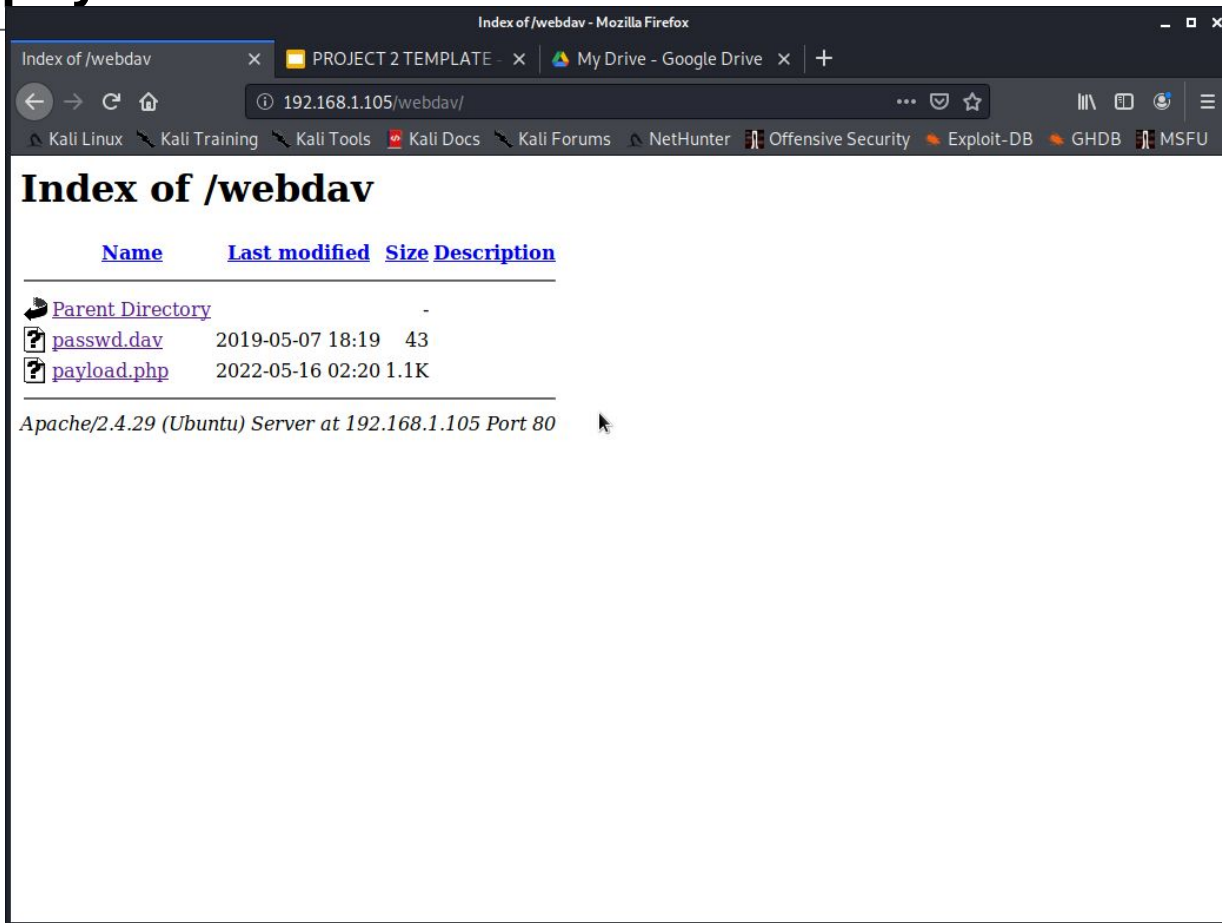 Index of /webdav - Mozilla Firefox
Index of /webdav
PROJECT 2 TEMPLATE -
My Drive - Google Drive
192.168.1.105/webdav/
Kali Linux Kali Training Kali Tools Kali Docs Kali Forums NetHunter Offensive Security Exploit-DB GHDB MSFU
Index of /webdav
Name Last modified Size Description
Parent Directory -
passwd.dav 2019-05-07 18:19 43
payload.php 2022-05-16 02:20 1.1K
Apache/2.4.29 (Ubuntu) Server at 192.168.1.105 Port 80